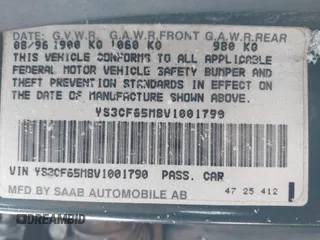 DATE: G.V.W.R. G.A.W.R.FRONT G.A.W.R.REAR
08/96 1900 KG 1060 KG 980 KG
THIS VEHICLE CONFORMS TO ALL APPLICABLE
FEDERAL MOTOR VEHICLE SAFETY BUMPER AND
THEFT PREVENTION STANDARDS IN EFFECT ON
THE DATE OF MANUFACTURE SHOWN ABOVE.
YS3CF65M8V1001799
VIN YS3CF65M8V1001790 PASS. CAR
MFD BY SAAB AUTOMOBILE AB 47 25 412
CREAMBID